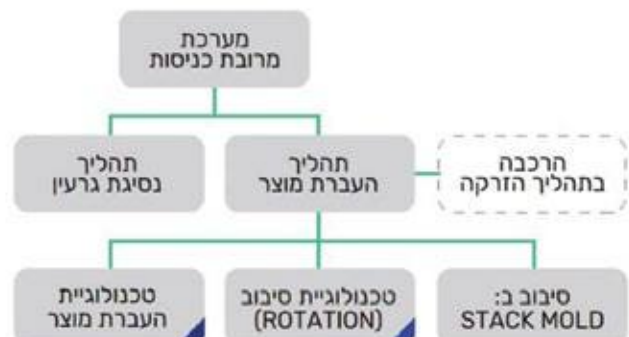 מערכת
מרובת כניסות
הרכבה
בתהליך הזרקה
תהליך
העברת מוצר
תהליך
נסיגת גרעין
סיבוב ב:
STACK MOLD
טכנולוגיית סיבוב
(ROTATION)
טכנולוגיית
העברת מוצר